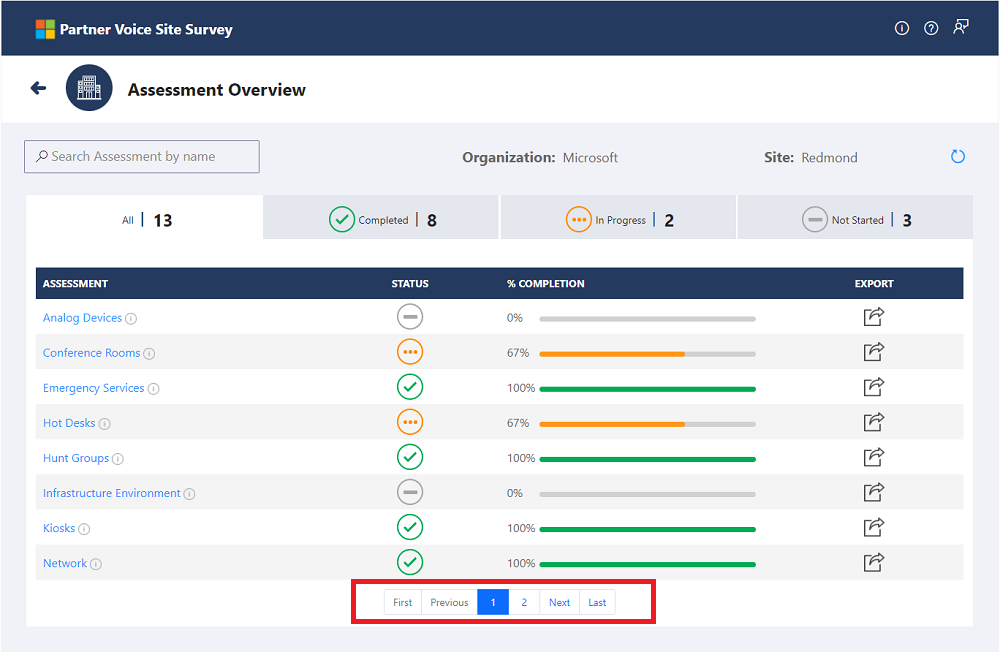 Partner Voice Site Survey
Assessment Overview
Search Assessment by name
Organization: Microsoft
Site: Redmond
All | 13
Completed | 8
In Progress | 2
Not Started | 3
ASSESSMENT STATUS % COMPLETION EXPORT
Analog Devices 0%
Conference Rooms 67%
Emergency Services 100%
Hot Desks 67%
Hunt Groups 100%
Infrastructure Environment 0%
Kiosks 100%
Network 100%
First Previous 1 2 Next Last